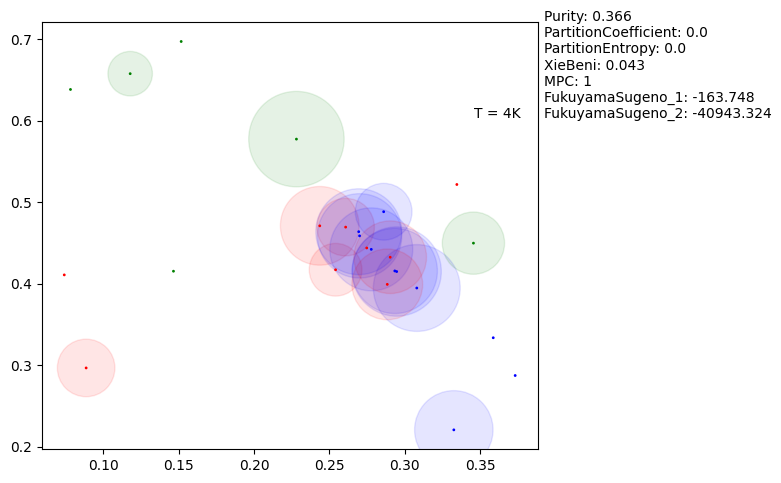 Purity: 0.366
PartitionCoefficient: 0.0
PartitionEntropy: 0.0
XieBeni: 0.043
MPC: 1
FukuyamaSugeno_1: -163.748
FukuyamaSugeno_2: -40943.324
0.7
0.6
T = 4K
0.5
0.4
0.3
0.2
0.10 0.15 0.20 0.25 0.30 0.35